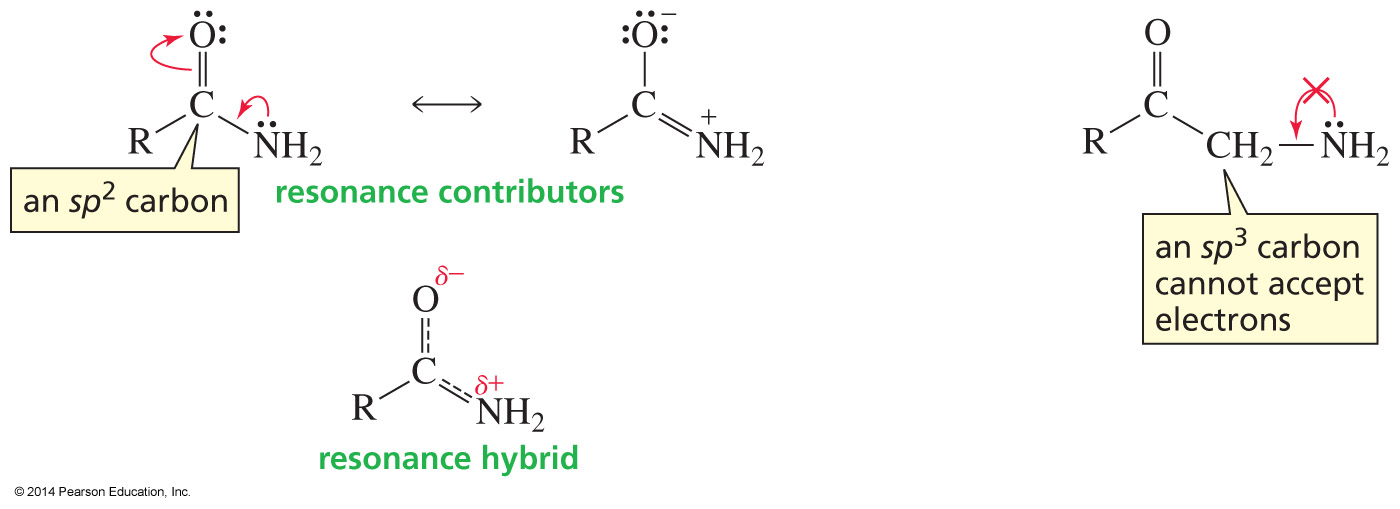 O −
C
R
NH2
an sp2 carbon
O −
C
R
+
NH2
resonance contributors
O
C
R
CH2 NH2
an sp3 carbon
cannot accept
electrons
δ−
O
C
R
δ+
NH2
resonance hybrid
© 2014 Pearson Education, Inc.